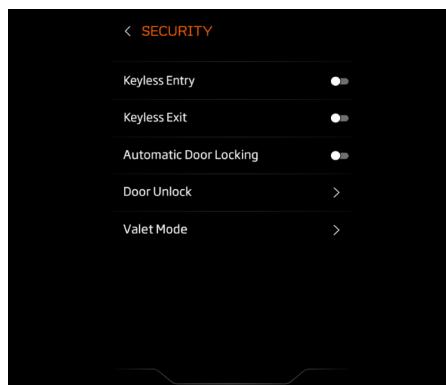 SECURITY
Keyless Entry
Keyless Exit
Automatic Door Locking
Door Unlock
Valet Mode